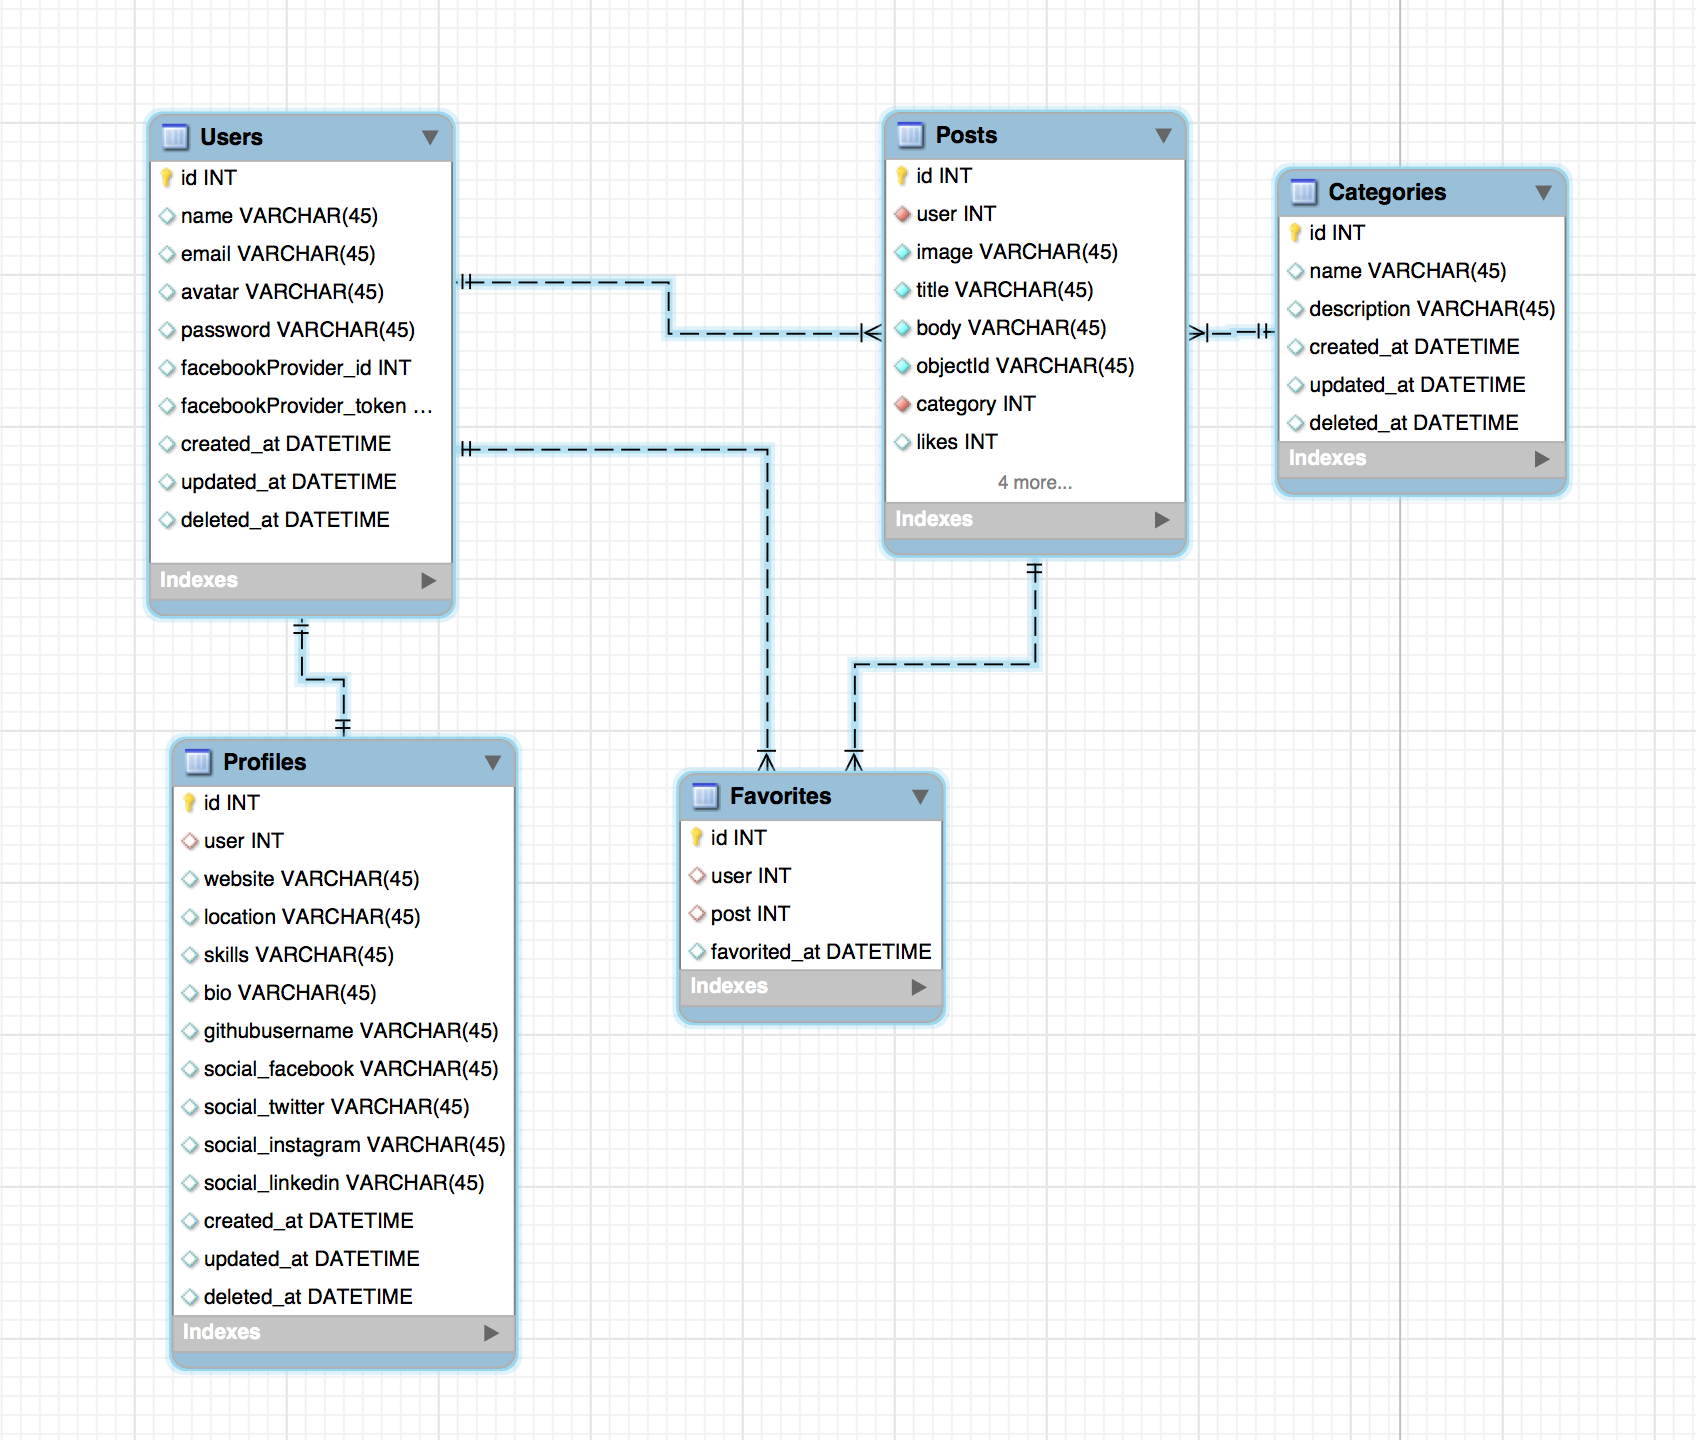 Users
id INT
name VARCHAR(45)
email VARCHAR(45)
avatar VARCHAR(45)
password VARCHAR(45)
facebookProvider_id INT
facebookProvider_token ...
created_at DATETIME
updated_at DATETIME
deleted_at DATETIME
Indexes
Posts
id INT
user INT
image VARCHAR(45)
title VARCHAR(45)
body VARCHAR(45)
objectId VARCHAR(45)
category INT
likes INT
4 more...
Indexes
Categories
id INT
name VARCHAR(45)
description VARCHAR(45)
created_at DATETIME
updated_at DATETIME
deleted_at DATETIME
Indexes
Profiles
id INT
user INT
website VARCHAR(45)
location VARCHAR(45)
skills VARCHAR(45)
bio VARCHAR(45)
githubusername VARCHAR(45)
social_facebook VARCHAR(45)
social_twitter VARCHAR(45)
social_instagram VARCHAR(45)
social_linkedin VARCHAR(45)
created_at DATETIME
updated_at DATETIME
deleted_at DATETIME
Indexes
Favorites
id INT
user INT
post INT
favorited_at DATETIME
Indexes